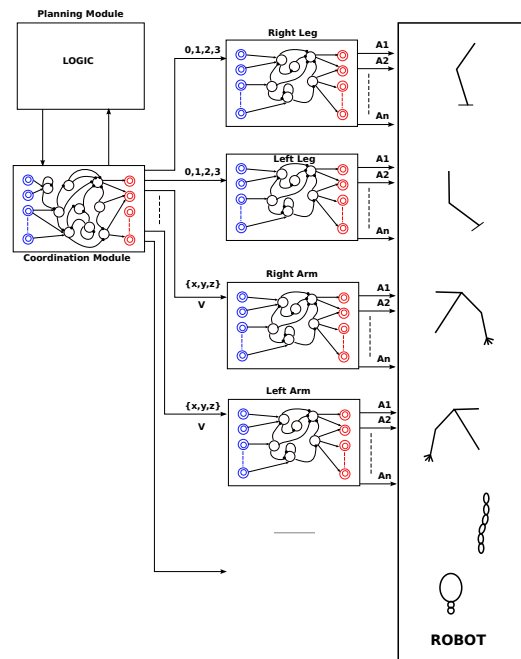 Planning Module
LOGIC
Coordination Module
0,1,2,3
Right Leg
A1
A2
An
0,1,2,3
Left Leg
A1
A2
An
{x,y,z}
V
Right Arm
A1
A2
An
{x,y,z}
V
Left Arm
A1
A2
An
ROBOT